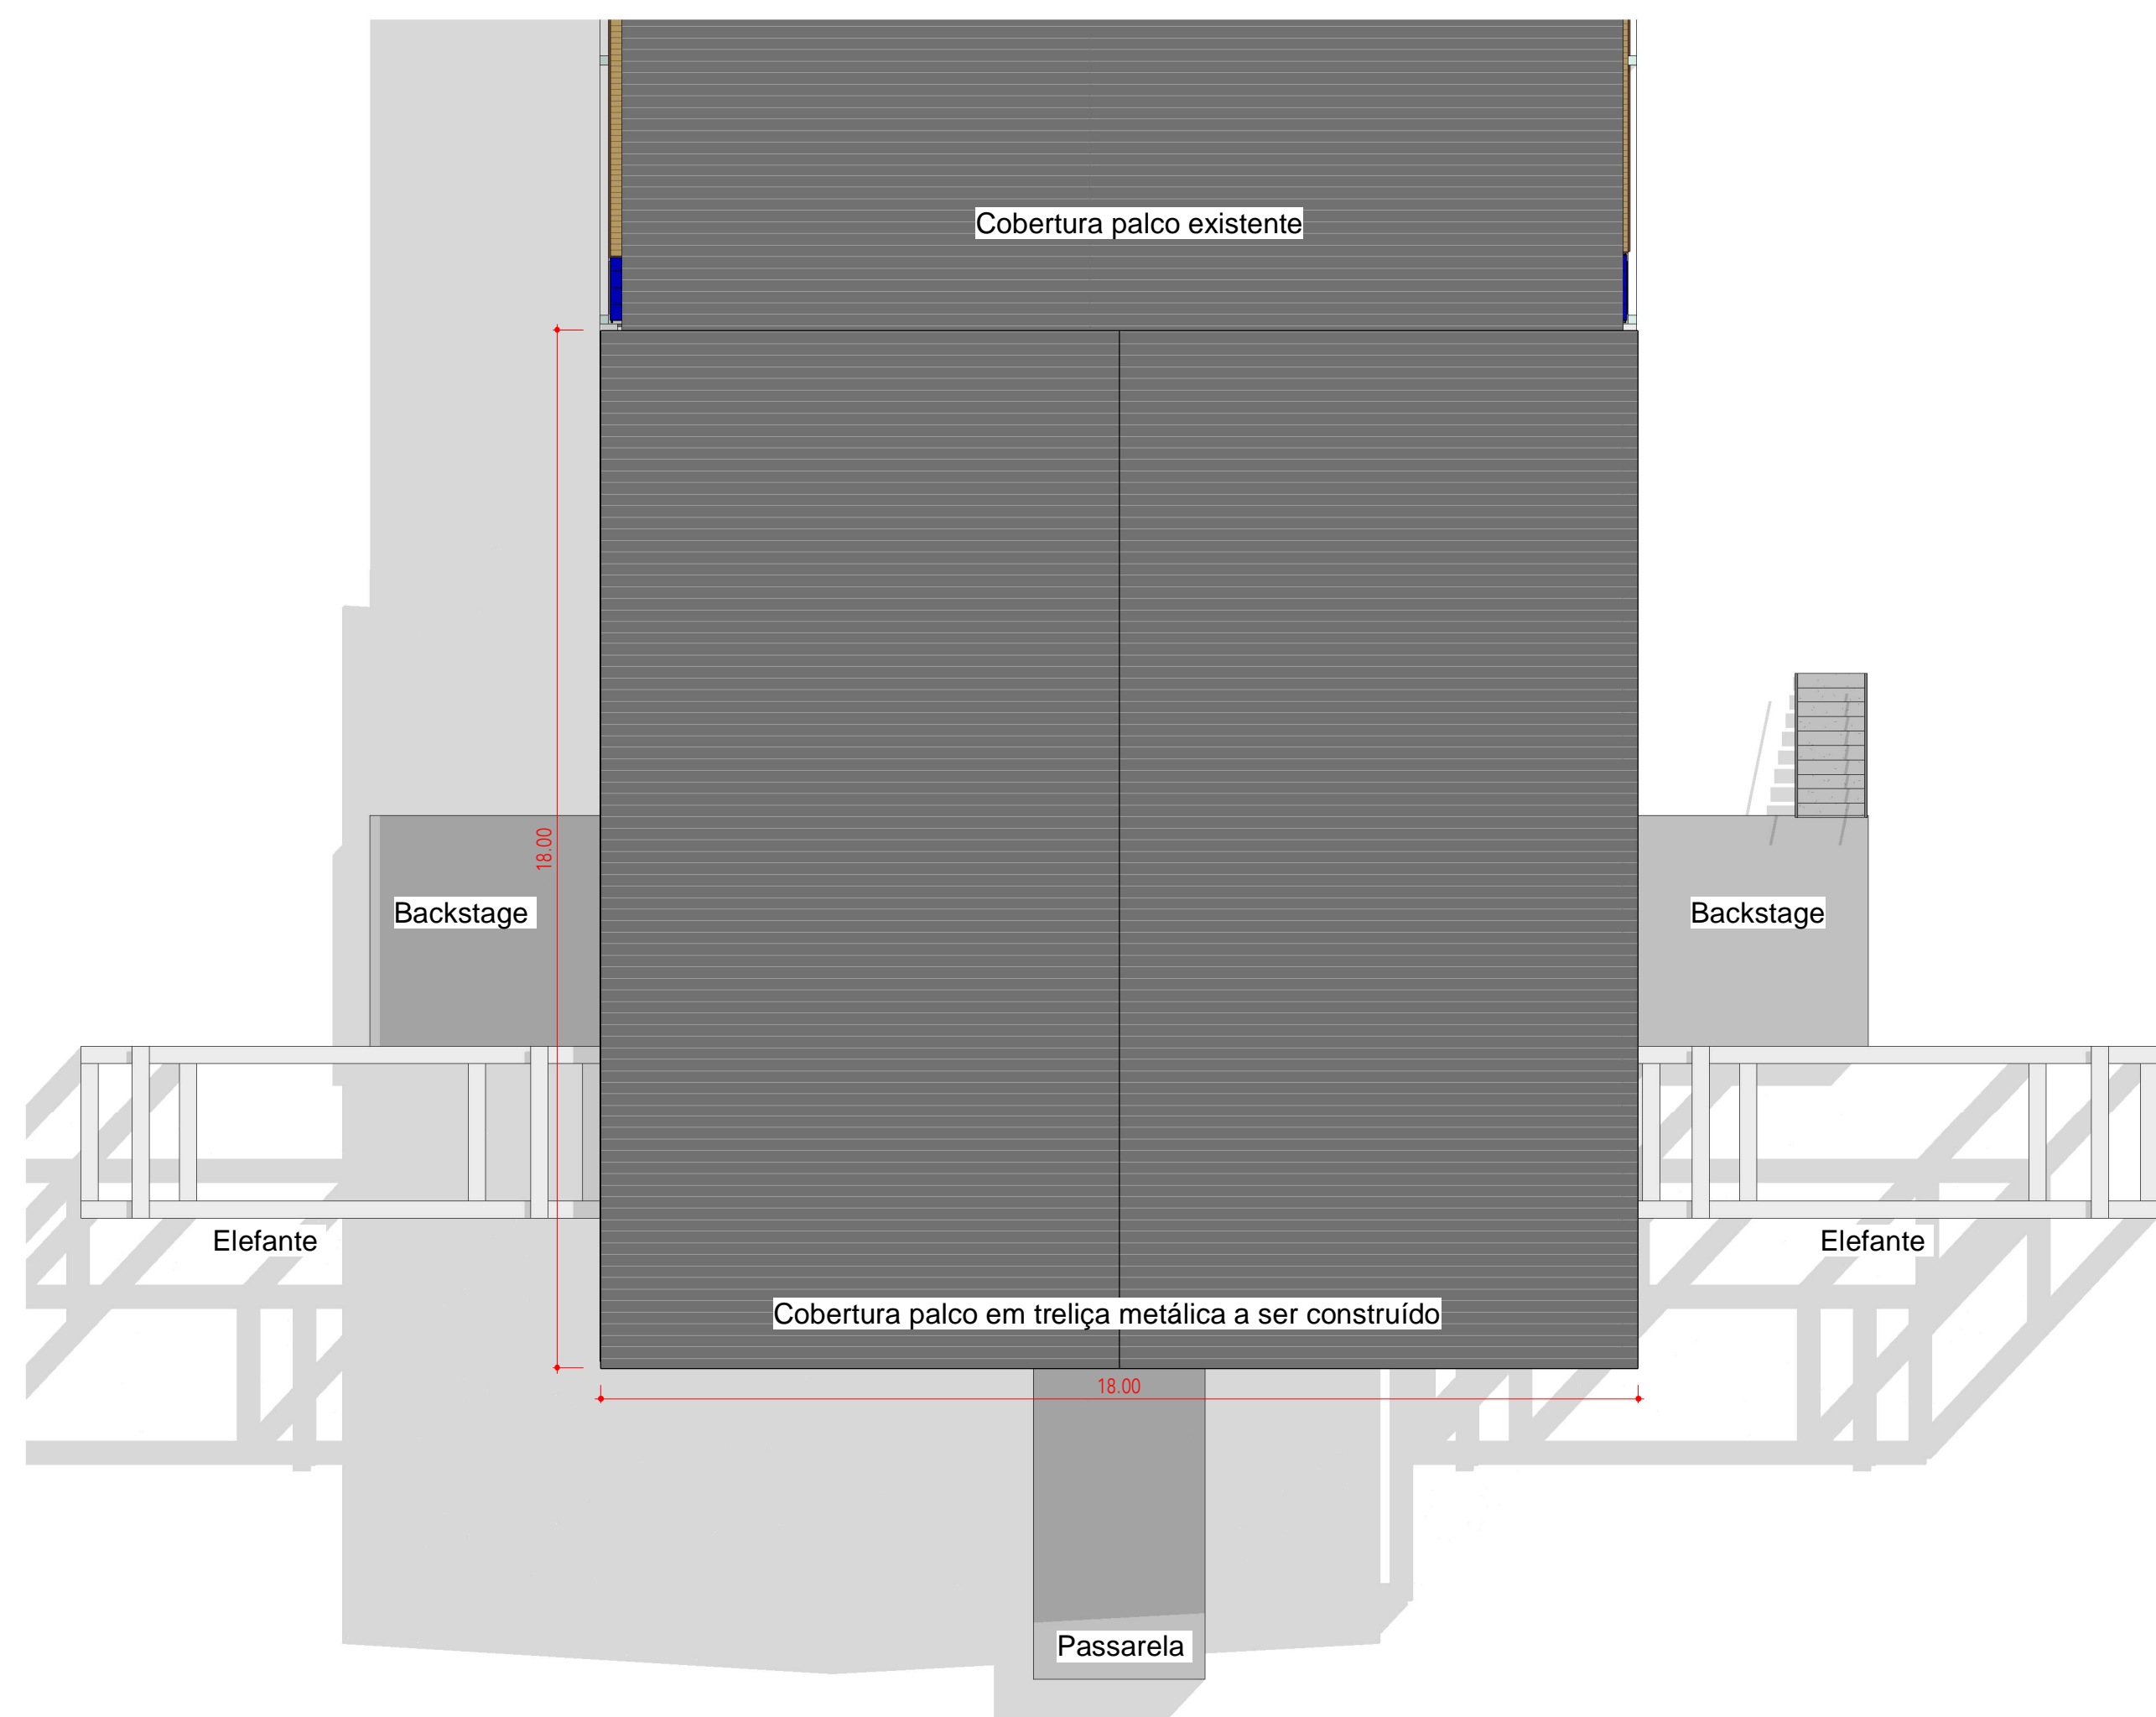 Cobertura palco existente
18.00
Backstage
Backstage
Elefante
Elefante
Cobertura palco em treliça metálica a ser construído
18.00
Passarela